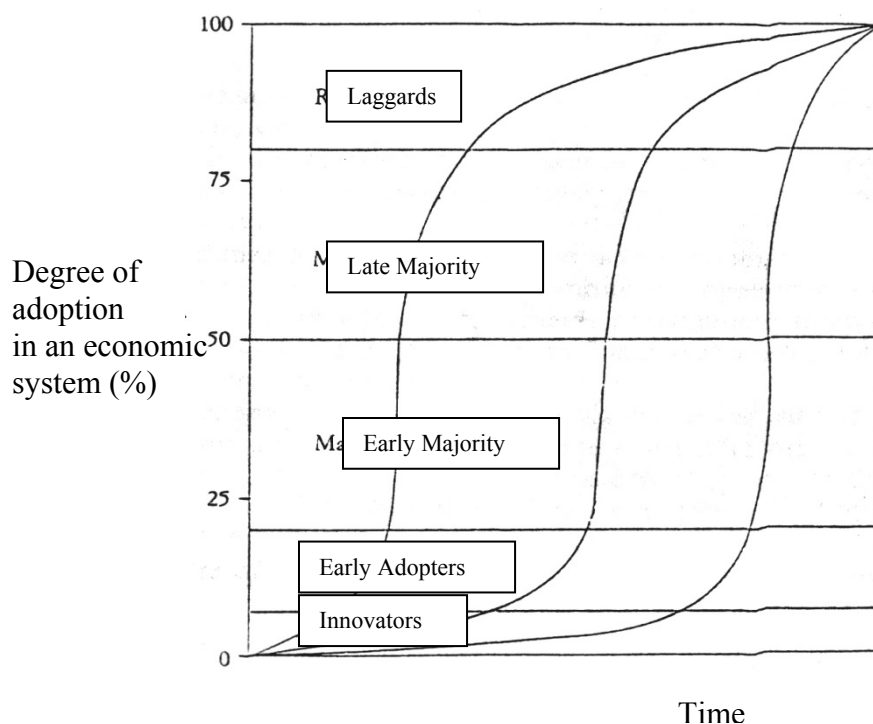 100
Laggards
75
Degree of
adoption
in an economic
system (%)
Late Majority
50
Early Majority
25
Early Adopters
Innovators
0
Time